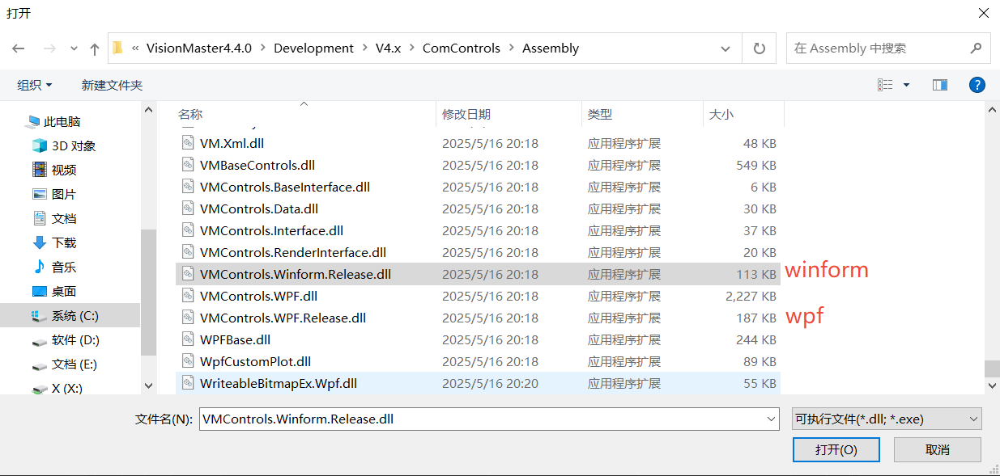 打开
« VisionMaster4.4.0 > Development > V4.x > ComControls > Assembly
在 Assembly 中搜索
组织 新建文件夹
此电脑
3D 对象
视频
图片
文档
下载
音乐
桌面
系统 (C:)
软件 (D:)
文档 (E:)
X (X:)
名称 修改日期 类型 大小
VM.Xml.dll 2025/5/16 20:18 应用程序扩展 48 KB
VMBaseControls.dll 2025/5/16 20:18 应用程序扩展 549 KB
VMControls.BaseInterface.dll 2025/5/16 20:18 应用程序扩展 6 KB
VMControls.Data.dll 2025/5/16 20:18 应用程序扩展 30 KB
VMControls.Interface.dll 2025/5/16 20:18 应用程序扩展 37 KB
VMControls.RenderInterface.dll 2025/5/16 20:18 应用程序扩展 20 KB
VMControls.Winform.Release.dll 2025/5/16 20:18 应用程序扩展 113 KB winform
VMControls.WPF.dll 2025/5/16 20:18 应用程序扩展 2,227 KB
VMControls.WPF.Release.dll 2025/5/16 20:18 应用程序扩展 187 KB wpf
WPFBase.dll 2025/5/16 20:18 应用程序扩展 244 KB
WpfCustomPlot.dll 2025/5/16 20:18 应用程序扩展 89 KB
WriteableBitmapEx.Wpf.dll 2025/5/16 20:20 应用程序扩展 55 KB
文件名(N): VMControls.Winform.Release.dll 可执行文件(*.dll; *.exe)
打开(O) 取消